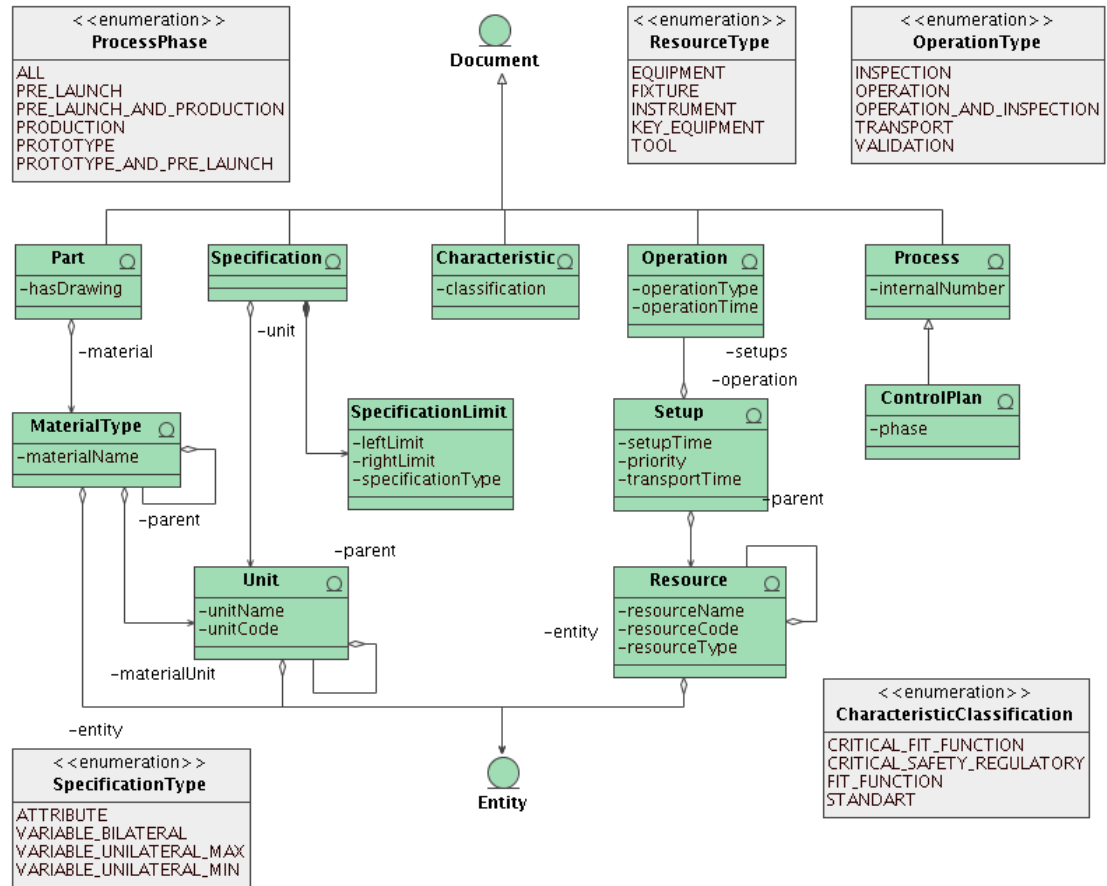 <<enumeration>>
ProcessPhase
ALL
PRE_LAUNCH
PRE_LAUNCH_AND_PRODUCTION
PRODUCTION
PROTOTYPE
PROTOTYPE_AND_PRE_LAUNCH
Document
<<enumeration>>
ResourceType
EQUIPMENT
FIXTURE
INSTRUMENT
KEY_EQUIPMENT
TOOL
<<enumeration>>
OperationType
INSPECTION
OPERATION
OPERATION_AND_INSPECTION
TRANSPORT
VALIDATION
Part
-hasDrawing
Specification
Characteristic
-classification
Operation
-operationType
-operationTime
Process
-internalNumber
-material
-unit
-setups
-operation
MaterialType
-materialName
SpecificationLimit
-leftLimit
-rightLimit
-specificationType
Setup
-setupTime
-priority
-transportTime
ControlPlan
-phase
-parent
-parent
-parent
Unit
-unitName
-unitCode
Resource
-resourceName
-resourceCode
-resourceType
-entity
-materialUnit
-entity
Entity
<<enumeration>>
SpecificationType
ATTRIBUTE
VARIABLE_BILATERAL
VARIABLE_UNILATERAL_MAX
VARIABLE_UNILATERAL_MIN
<<enumeration>>
CharacteristicClassification
CRITICAL_FIT_FUNCTION
CRITICAL_SAFETY_REGULATORY
FIT_FUNCTION
STANDART